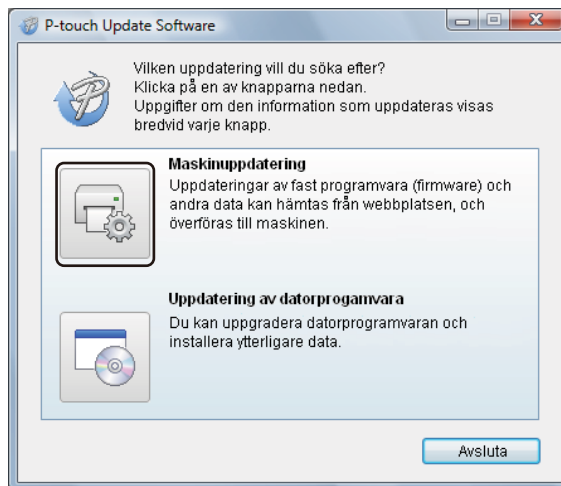 P-touch Update Software
Vilken uppdatering vill du söka efter?
Klicka på en av knapparna nedan.
Uppgifter om den information som uppdateras visas
bredvid varje knapp.
Maskinuppdatering
Uppdateringar av fast programvara (firmware) och
andra data kan hämtas från webbplatsen, och
överföras till maskinen.
Uppdatering av datorprogamvara
Du kan uppgradera datorprogramvaran och
installera ytterligare data.
Avsluta